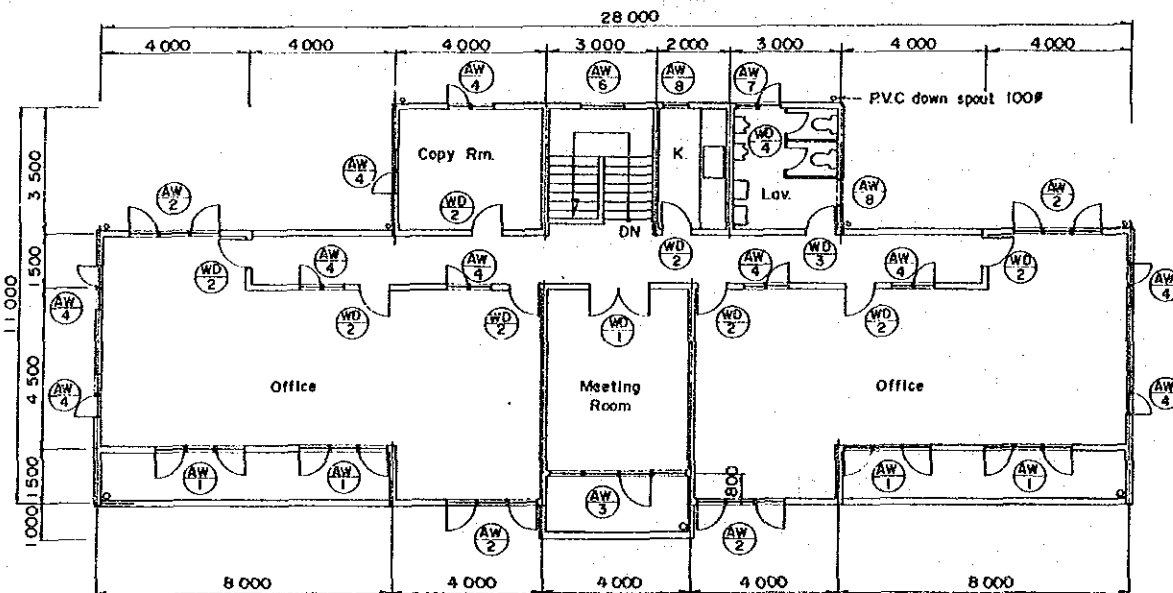 28 000
4 000 4 000 4 000 3 000 2 000 3 000 4 000 4 000
AW 4 AW 6 AW 8 AW 7
P.V.C down spout 100ø
3 500
Copy Rm.
K.
WD 4
AW 4
AW 2
WD 2
Lav.
AW 8
AW 2
DN
11 000
1 500
WD 2
AW 4
AW 4
WD 2
AW 4
WD 3
AW 4
WD 2
AW 4
AW 4
WD 2
WD 2
WD 1
WD 2
WD 2
4 500
AW 4
Office
Meeting
Room
Office
AW 4
1 500
AW 1
AW 1
AW 3
800
AW 1
AW 1
1 000
AW 2
AW 2
8 000 4 000 4 000 4 000 8 000